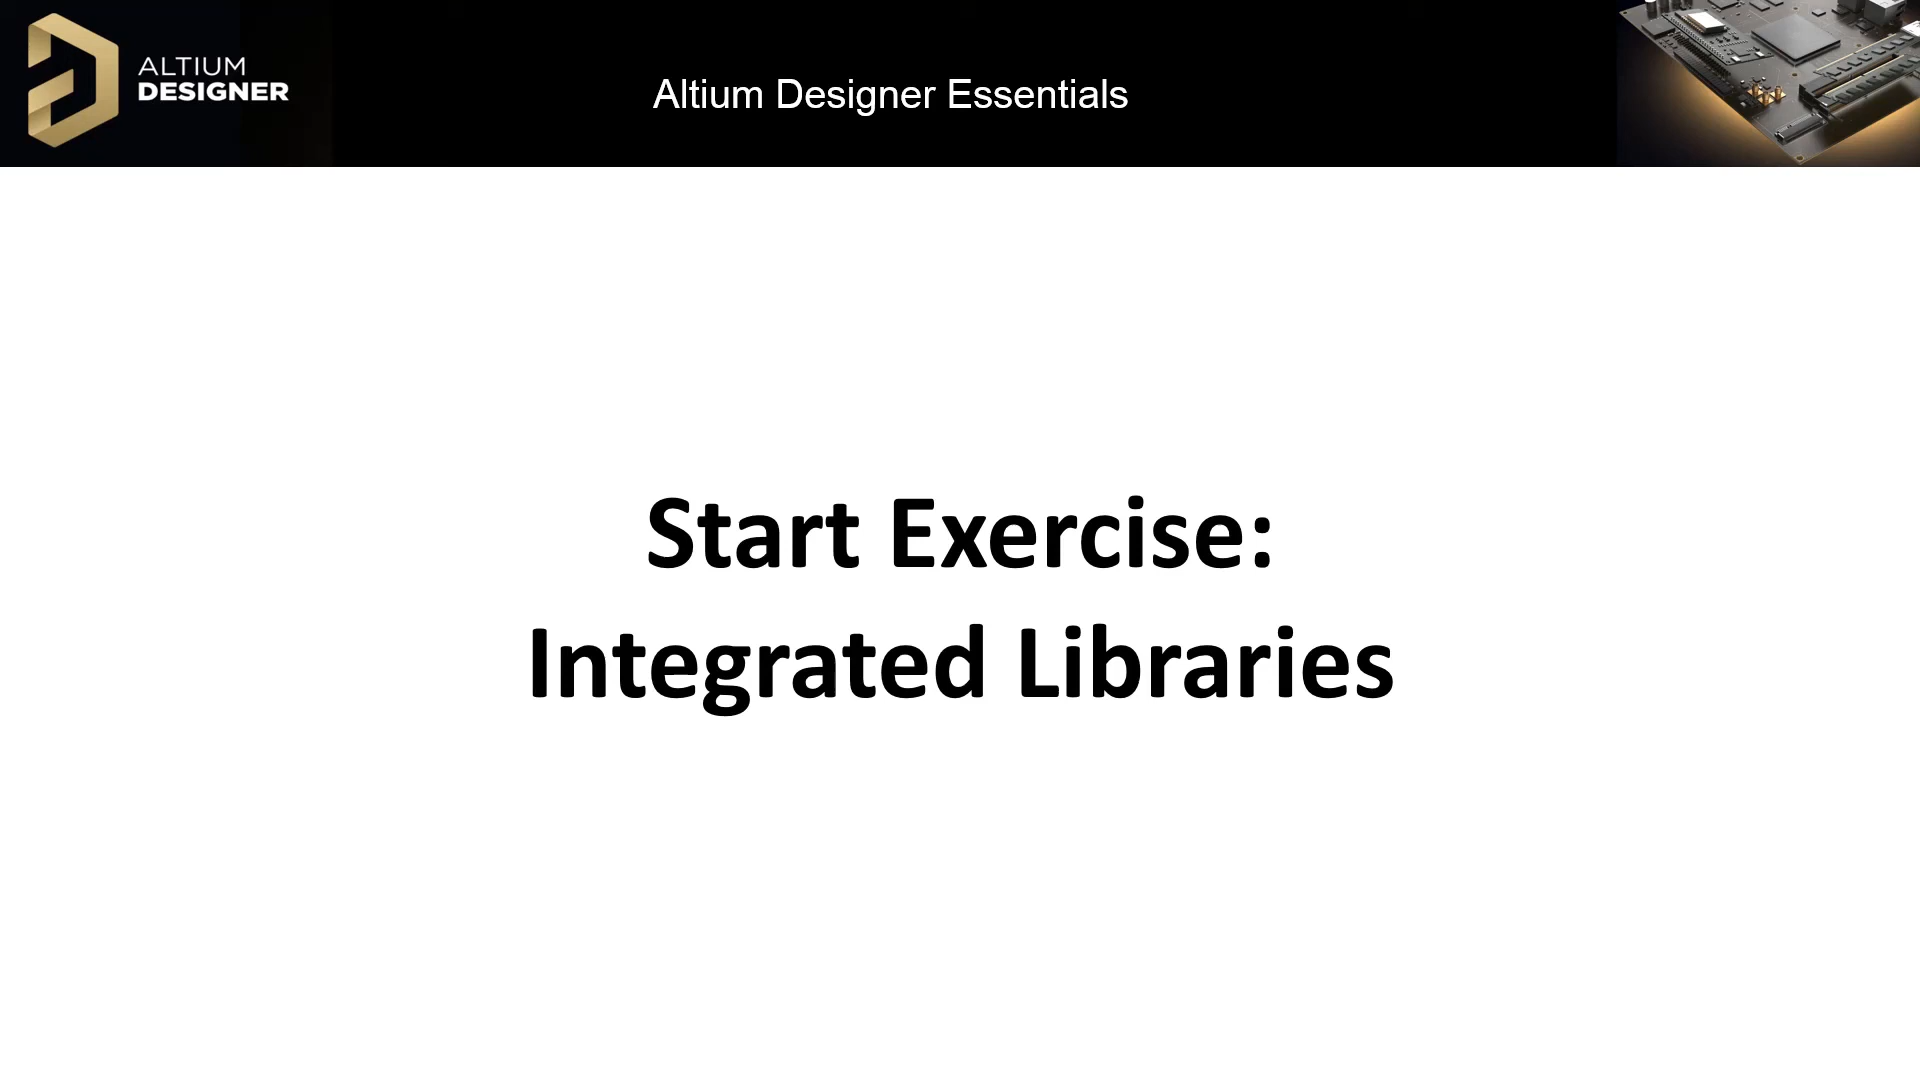 ALTIUM
DESIGNER
Altium Designer Essentials
Start Exercise:
Integrated Libraries